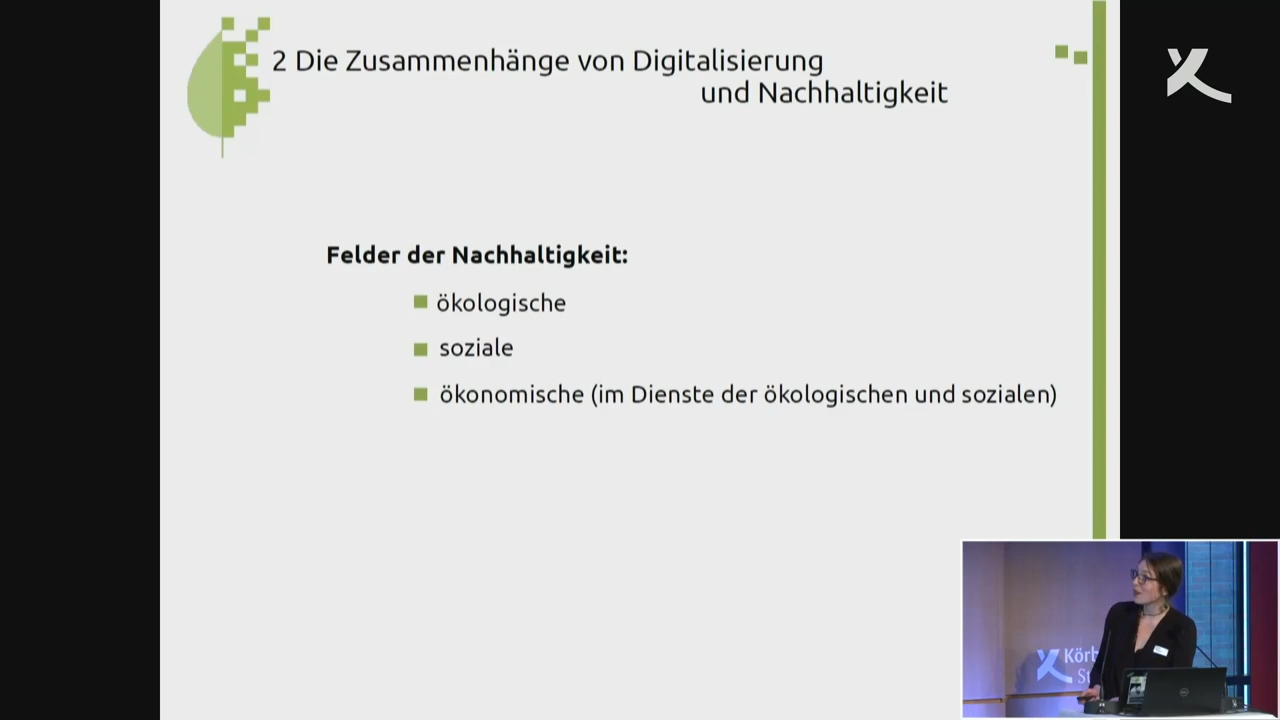 2 Die Zusammenhänge von Digitalisierung
und Nachhaltigkeit
Felder der Nachhaltigkeit:
ökologische
soziale
ökonomische (im Dienste der ökologischen und sozialen)